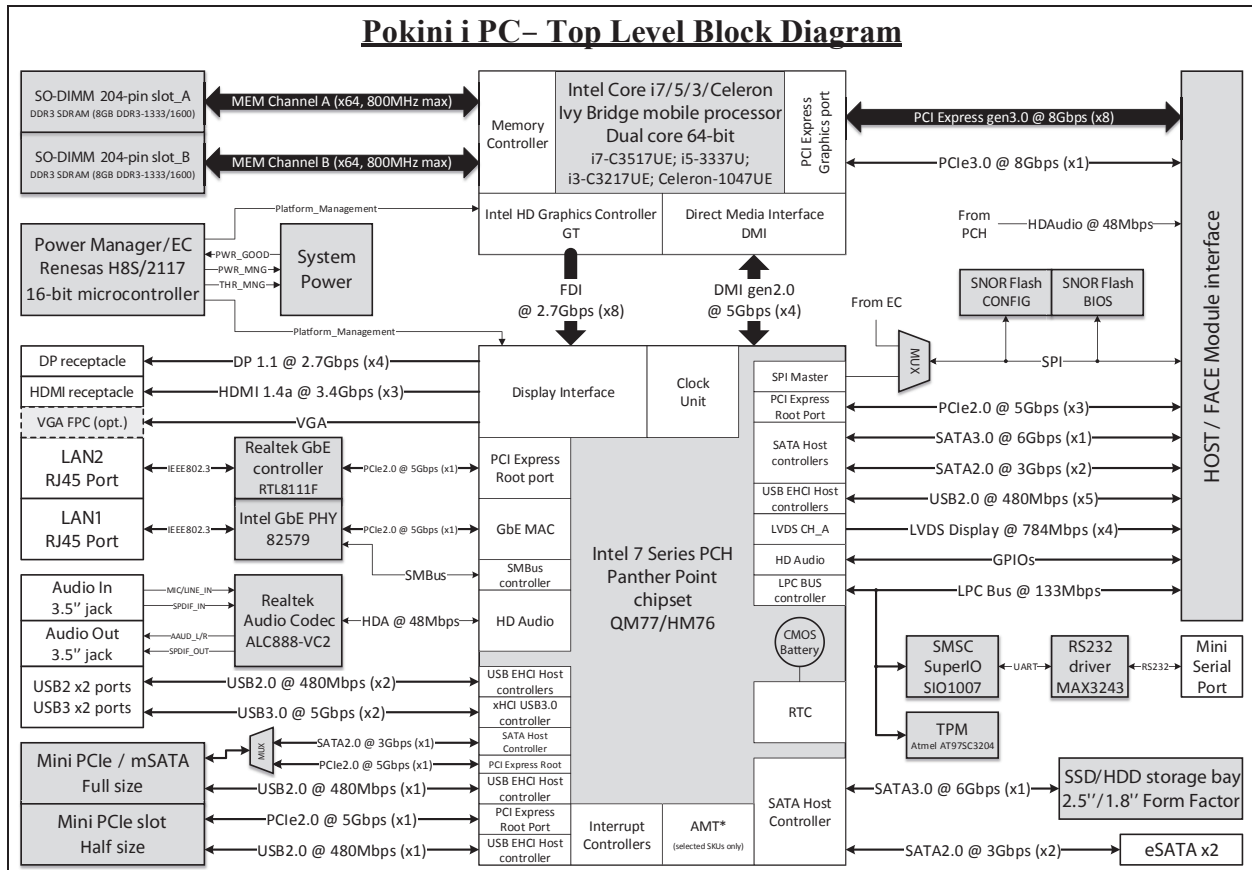 Pokini i PC– Top Level Block Diagram
SO-DIMM 204-pin slot_A
DDR3 SDRAM (8GB DDR3-1333/1600)
MEM Channel A (x64, 800MHz max)
SO-DIMM 204-pin slot_B
DDR3 SDRAM (8GB DDR3-1333/1600)
MEM Channel B (x64, 800MHz max)
Memory
Controller
Intel Core i7/5/3/Celeron
Ivy Bridge mobile processor
Dual core 64-bit
i7-C3517UE; i5-3337U;
i3-C3217UE; Celeron-1047UE
PCI Express
Graphics port
PCI Express gen3.0 @ 8Gbps (x8)
PCIe3.0 @ 8Gbps (x1)
Intel HD Graphics Controller
GT
Direct Media Interface
DMI
From
PCH
HDAudio @ 48Mbps
HOST / FACE Module interface
Platform_Management
Power Manager/EC
Renesas H8S/2117
16-bit microcontroller
PWR_GOOD
PWR_MNG
THR_MNG
System
Power
Platform_Management
FDI
@ 2.7Gbps (x8)
DMI gen2.0
@ 5Gbps (x4)
From EC
SNOR Flash
CONFIG
SNOR Flash
BIOS
MUX
SPI
DP receptacle
DP 1.1 @ 2.7Gbps (x4)
HDMI receptacle
HDMI 1.4a @ 3.4Gbps (x3)
VGA FPC (opt.)
VGA
Display Interface
Clock
Unit
SPI Master
PCI Express
Root Port
PCIe2.0 @ 5Gbps (x3)
SATA Host
controllers
SATA3.0 @ 6Gbps (x1)
SATA2.0 @ 3Gbps (x2)
USB EHCI Host
controllers
USB2.0 @ 480Mbps (x5)
LVDS CH_A
LVDS Display @ 784Mbps (x4)
HD Audio
GPIOs
LPC BUS
controller
LPC Bus @ 133Mbps
LAN2
RJ45 Port
IEEE802.3
Realtek GbE
controller
RTL8111F
PCIe2.0 @ 5Gbps (x1)
PCI Express
Root port
LAN1
RJ45 Port
IEEE802.3
Intel GbE PHY
82579
PCIe2.0 @ 5Gbps (x1)
GbE MAC
SMBus
SMBus
controller
Intel 7 Series PCH
Panther Point
chipset
QM77/HM76
Audio In
3.5'' jack
MIC/LINE_IN
SPDIF_IN
Audio Out
3.5'' jack
AAUD_L/R
SPDIF_OUT
Realtek
Audio Codec
ALC888-VC2
HDA @ 48Mbps
HD Audio
CMOS
Battery
RTC
SMSC
SuperIO
SIO1007
UART
RS232
driver
MAX3243
RS232
Mini
Serial
Port
TPM
Atmel AT97SC3204
USB2 x2 ports
USB3 x2 ports
USB2.0 @ 480Mbps (x2)
USB3.0 @ 5Gbps (x2)
USB EHCI Host
controllers
xHCI USB3.0
controller
Mini PCIe / mSATA
Full size
MUX
SATA2.0 @ 3Gbps (x1)
PCIe2.0 @ 5Gbps (x1)
USB2.0 @ 480Mbps (x1)
SATA Host
Controller
PCI Express Root
USB EHCI Host
controller
Mini PCIe slot
Half size
PCIe2.0 @ 5Gbps (x1)
USB2.0 @ 480Mbps (x1)
PCI Express
Root Port
USB EHCI Host
controller
Interrupt
Controllers
AMT*
(selected SKUs only)
SATA Host
Controller
SATA3.0 @ 6Gbps (x1)
SSD/HDD storage bay
2.5''/1.8'' Form Factor
SATA2.0 @ 3Gbps (x2)
eSATA x2